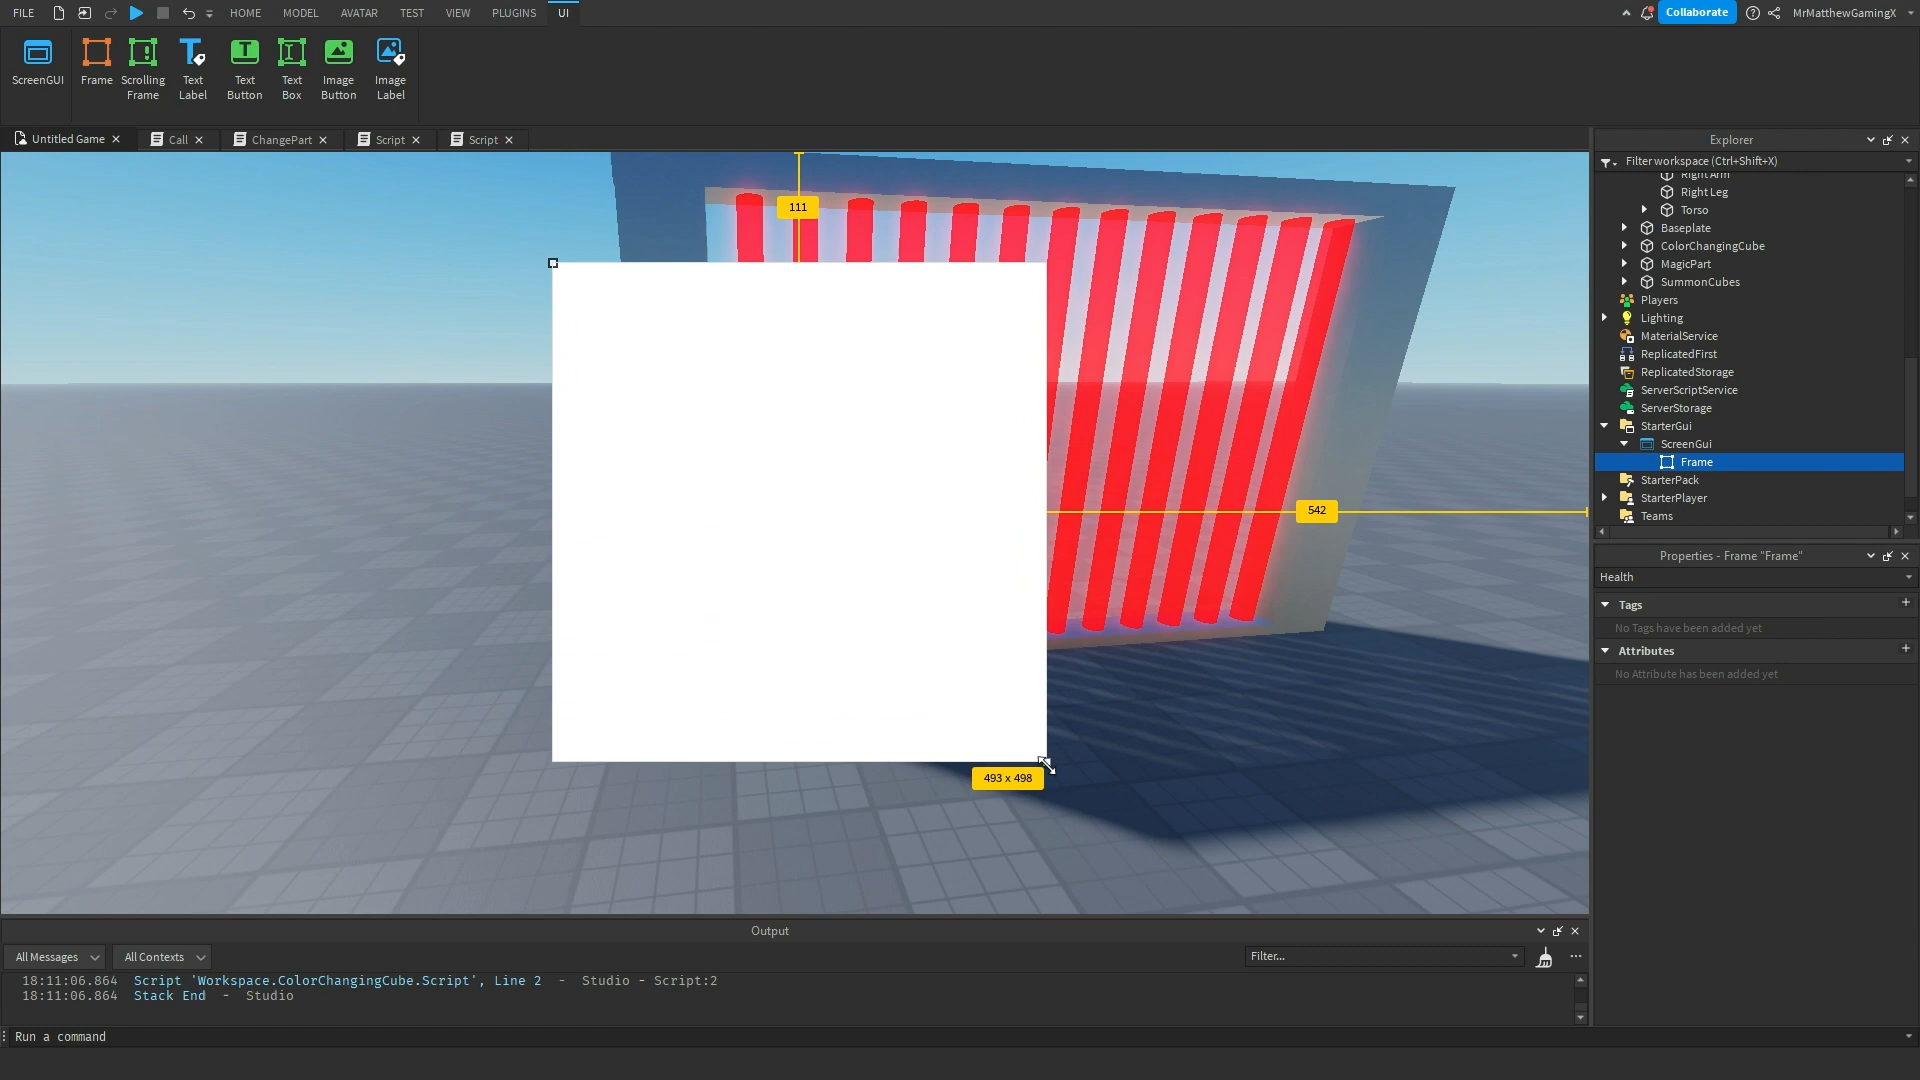 FILE HOME MODEL AVATAR TEST VIEW PLUGINS UI Collaborate MrMatthewGamingX
ScreenGUI Frame Scrolling Frame Text Label Text Button Text Box Image Button Image Label
Untitled Game Call ChangePart Script Script
111
542
493 x 498
Explorer
Filter workspace (Ctrl+Shift+X)
Right Arm
Right Leg
Torso
Baseplate
ColorChangingCube
MagicPart
SummonCubes
Players
Lighting
MaterialService
ReplicatedFirst
ReplicatedStorage
ServerScriptService
ServerStorage
StarterGui
ScreenGui
Frame
StarterPack
StarterPlayer
Teams
Properties - Frame "Frame"
Health
Tags
No Tags have been added yet
Attributes
No Attribute has been added yet
Output
All Messages All Contexts Filter...
18:11:06.864 Script 'Workspace.ColorChangingCube.Script', Line 2 - Studio - Script:2
18:11:06.864 Stack End - Studio
Run a command